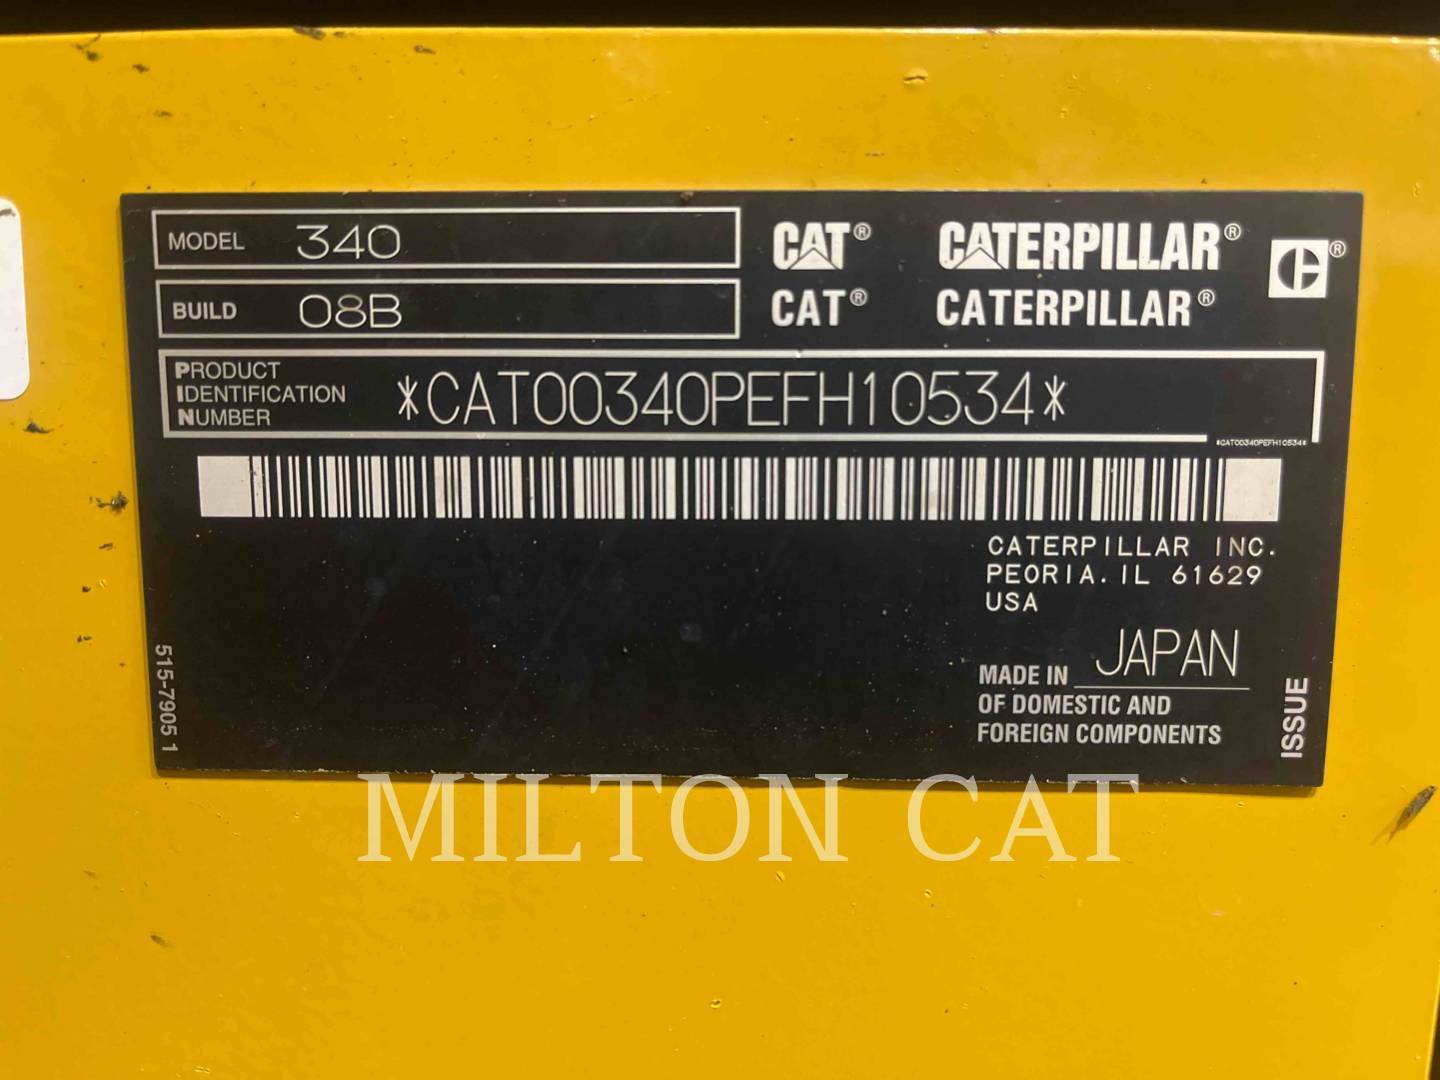 MODEL 340
BUILD 08B
CAT® CATERPILLAR® ®
CAT® CATERPILLAR®
PRODUCT
IDENTIFICATION
NUMBER
*CAT00340PEFH10534*
*CAT00340PEFH10534*
CATERPILLAR INC.
PEORIA. IL 61629
USA
MADE IN JAPAN
OF DOMESTIC AND
FOREIGN COMPONENTS
ISSUE
515-7905 1
MILTON CAT